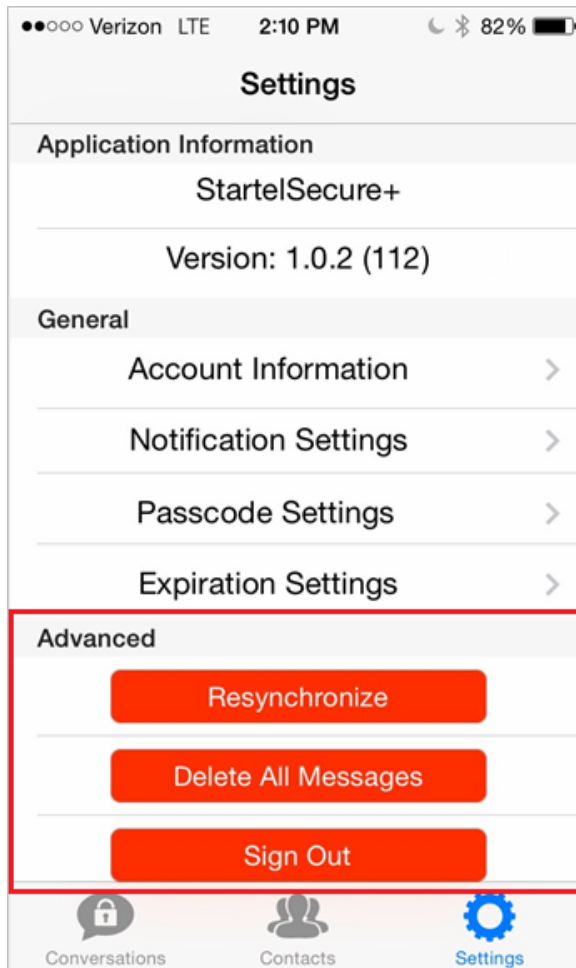 Verizon LTE 2:10 PM 82%
Settings
Application Information
StartelSecure+
Version: 1.0.2 (112)
General
Account Information
Notification Settings
Passcode Settings
Expiration Settings
Advanced
Resynchronize
Delete All Messages
Sign Out
Conversations Contacts Settings